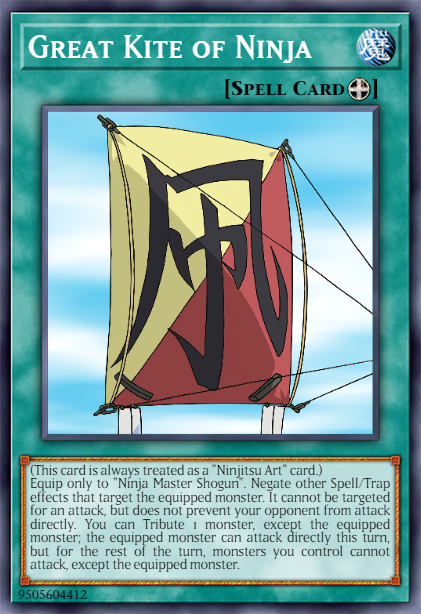 GREAT KITE OF NINJA
魔
[SPELL CARD]
凧
(This card is always treated as a "Ninjitsu Art" card.)
Equip only to "Ninja Master Shogun". Negate other Spell/Trap
effects that target the equipped monster. It cannot be targeted
for an attack, but does not prevent your opponent from attack
directly. You can Tribute 1 monster, except the equipped
monster; the equipped monster can attack directly this turn,
but for the rest of the turn, monsters you control cannot
attack, except the equipped monster.
9505604412